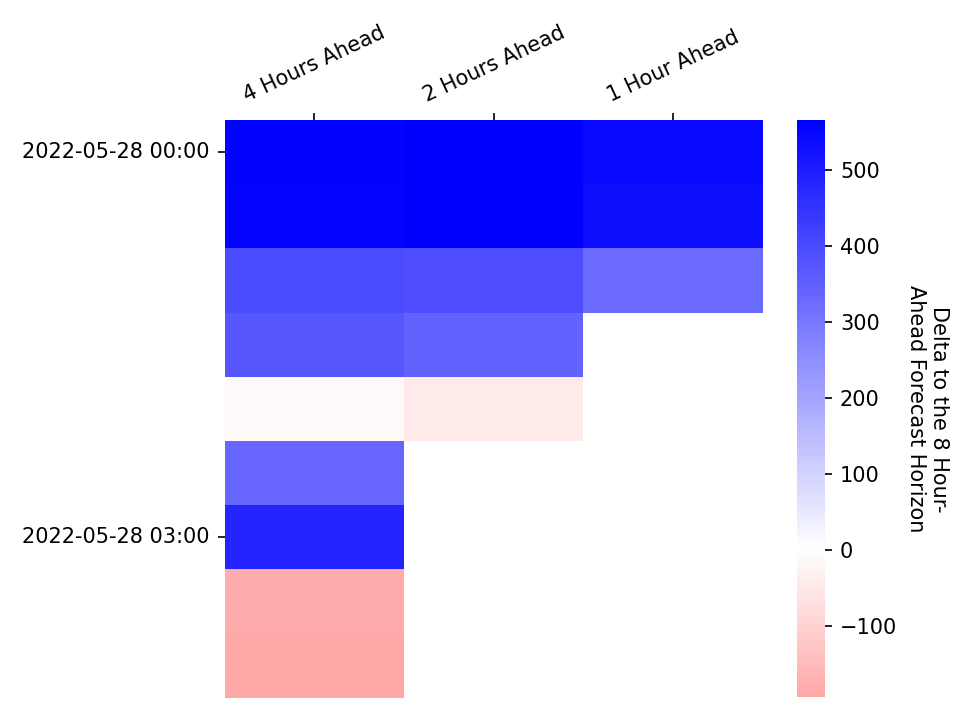 4 Hours Ahead
2 Hours Ahead
1 Hour Ahead
2022-05-28 00:00
2022-05-28 03:00
500
400
300
200
100
0
−100
Delta to the 8 Hour-
Ahead Forecast Horizon